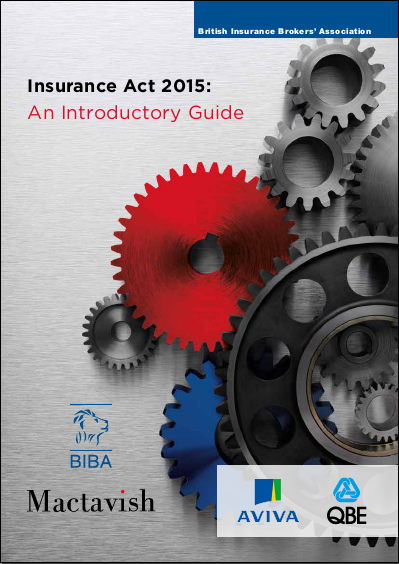 British Insurance Brokers' Association
Insurance Act 2015:
An Introductory Guide
BIBA
Mactavish
AVIVA
QBE